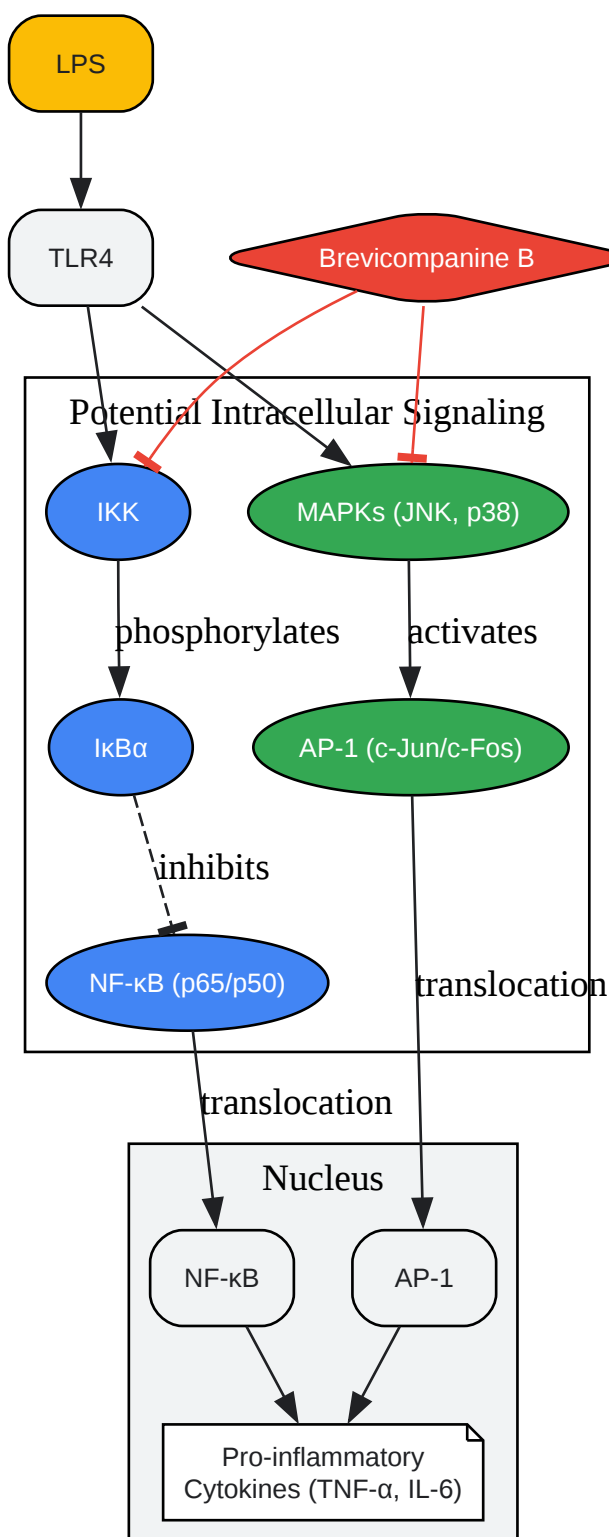 LPS
TLR4
Brevicompanine B
Potential Intracellular Signaling
IKK
MAPKs (JNK, p38)
phosphorylates
activates
IκBα
AP-1 (c-Jun/c-Fos)
inhibits
NF-κB (p65/p50)
translocation
translocation
Nucleus
NF-κB
AP-1
Pro-inflammatory
Cytokines (TNF-α, IL-6)